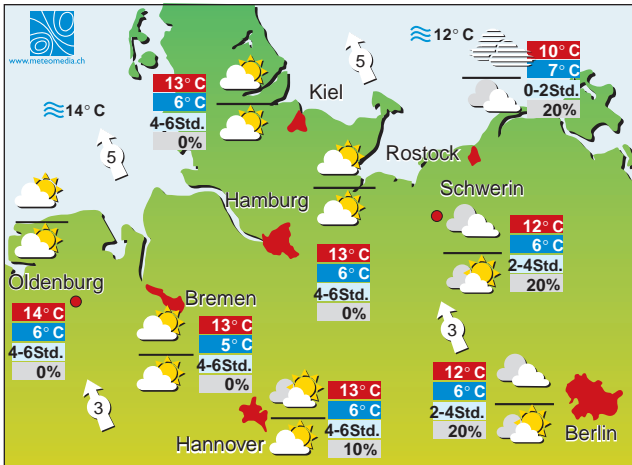 www.meteomedia.ch
12° C
10° C
7° C
0-2Std.
20%
5
13° C
6° C
4-6Std.
0%
Kiel
14° C
5
Rostock
Hamburg
Schwerin
13° C
6° C
4-6Std.
0%
12° C
6° C
2-4Std.
20%
Oldenburg
14° C
6° C
4-6Std.
0%
Bremen
13° C
5° C
4-6Std.
0%
3
3
Hannover
13° C
6° C
4-6Std.
10%
12° C
6° C
2-4Std.
20%
Berlin